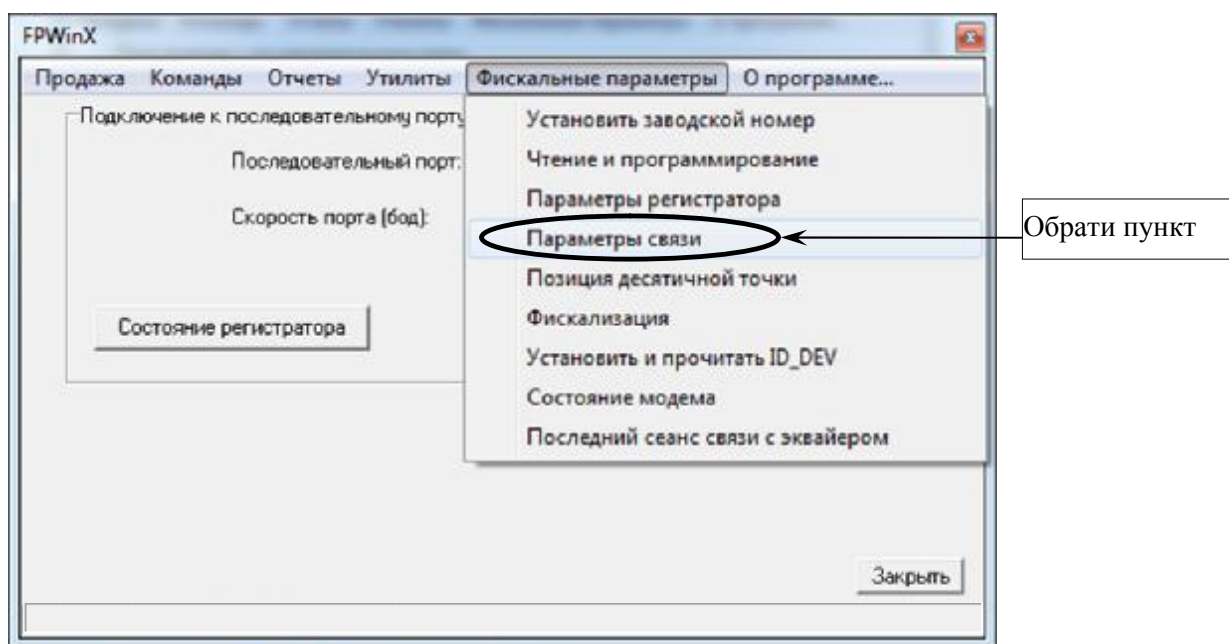 FPWinX
Продажа Команды Отчеты Утилиты Фискальные параметры О программе...
Подключение к последовательному порту
Последовательный порт:
Скорость порта (бод):
Состояние регистратора
Установить заводской номер
Чтение и программирование
Параметры регистратора
Параметры связи
Позиция десятичной точки
Фискализация
Установить и прочитать ID_DEV
Состояние модема
Последний сеанс связи с эквайером
Обрати пункт
Закрыть